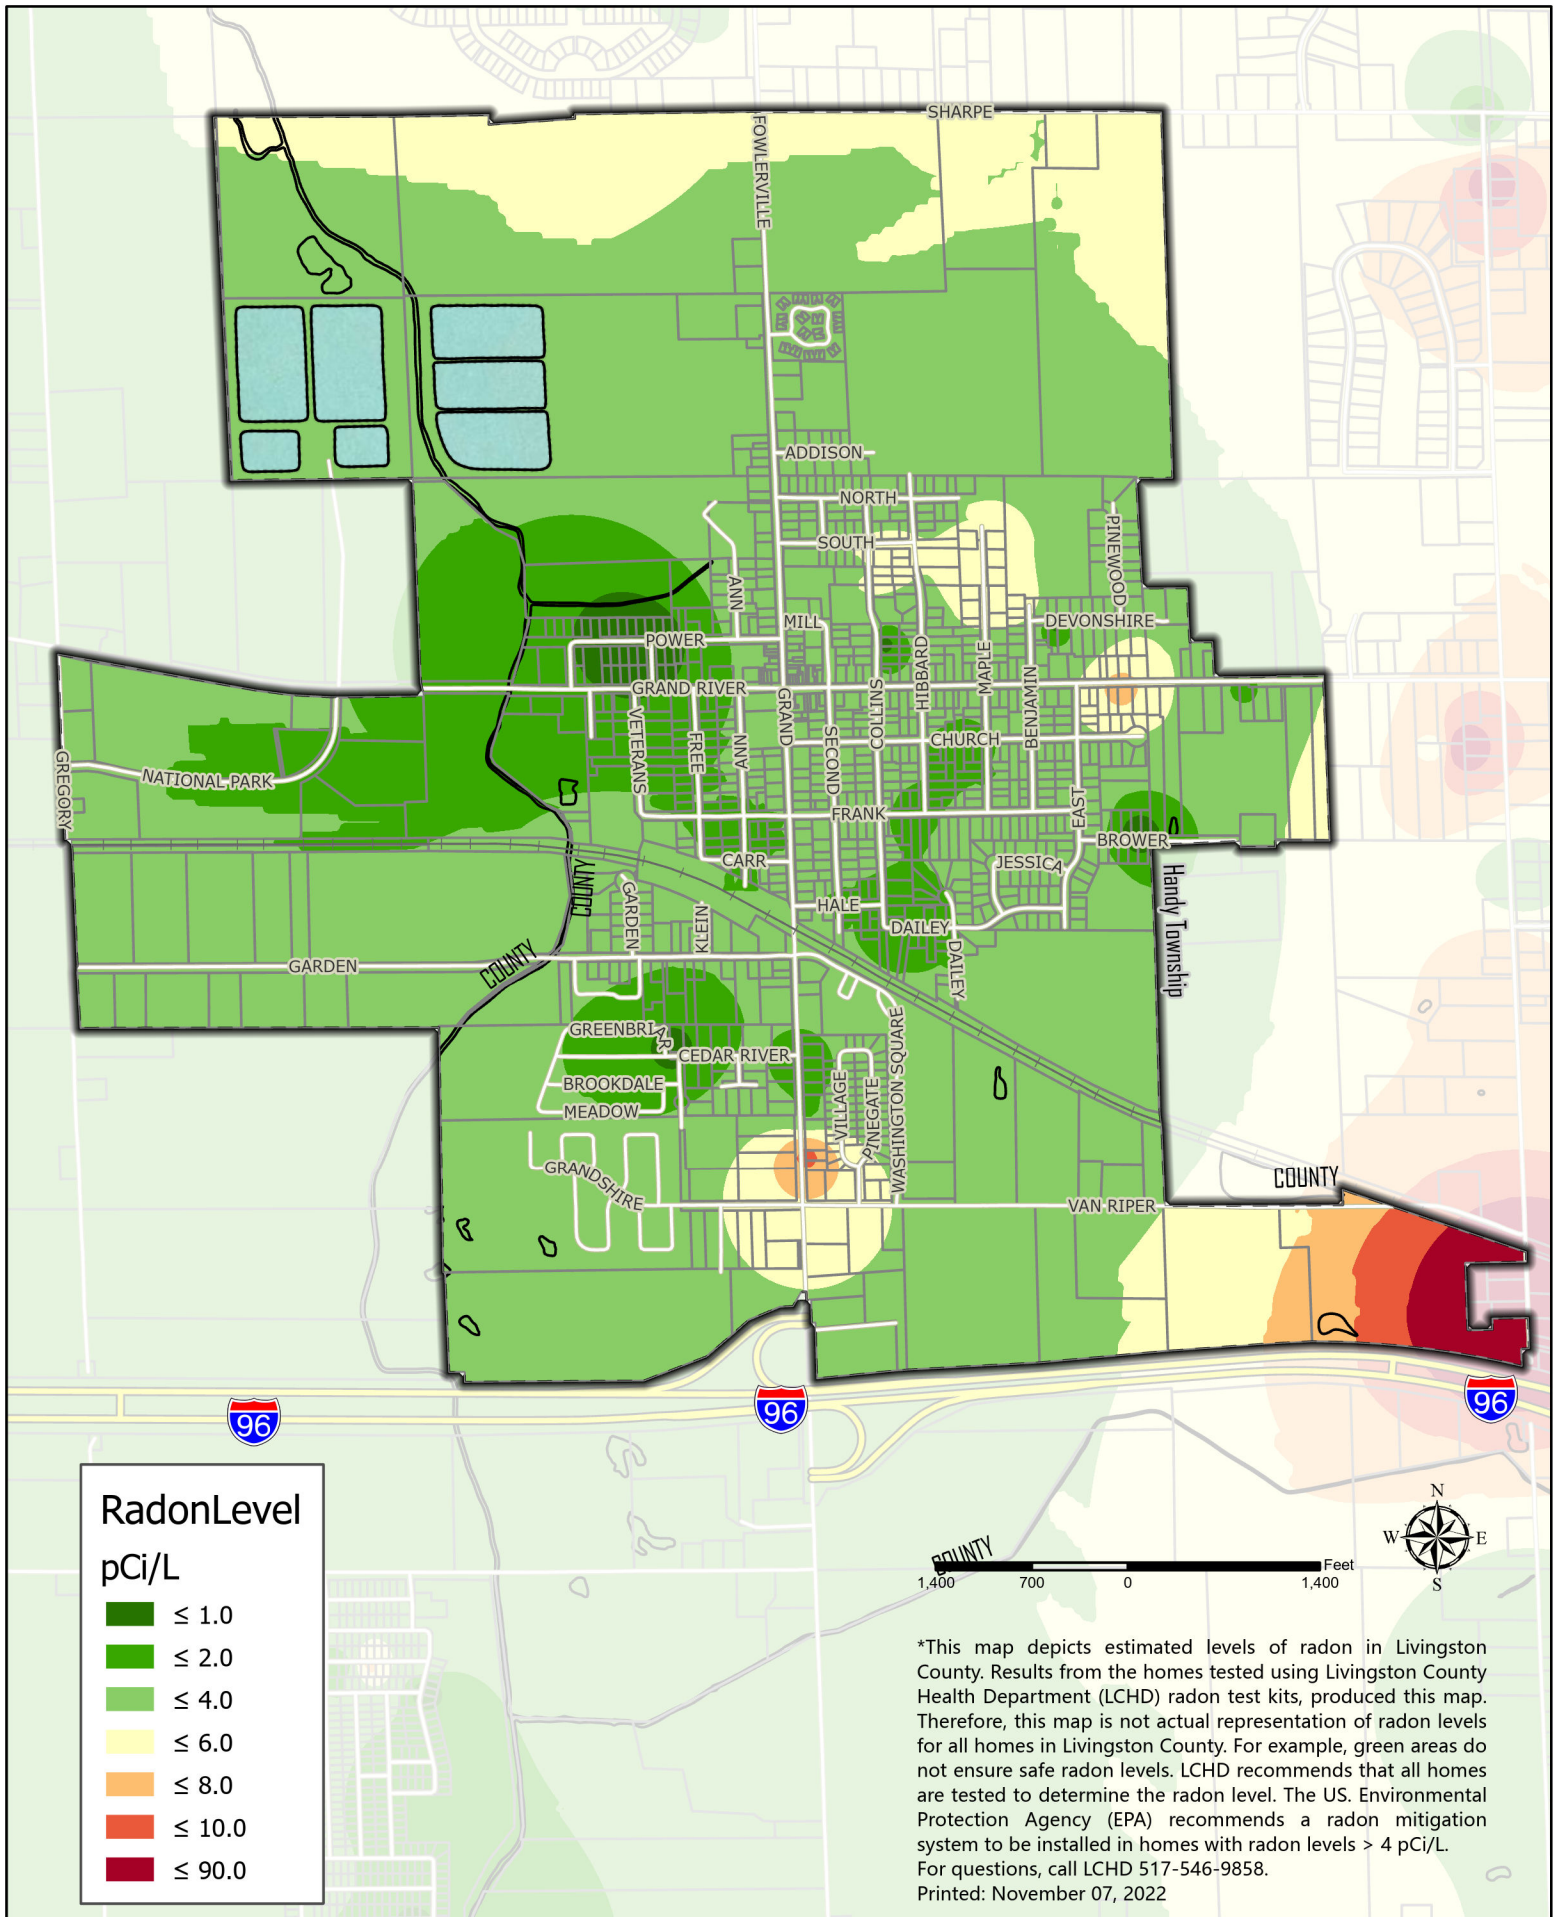 SHARPE
FOWLERVILLE
ADDISON
NORTH
SOUTH
PINEWOOD
ANN
MILL
DEVONSHIRE
POWER
HIBBARD
MAPLE
BENJAMIN
COLLINS
GRAND RIVER
GRAND
VETERANS
FREE
ANN
SECOND
CHURCH
GREGORY
NATIONAL PARK
EAST
FRANK
BROWER
CARR
JESSICA
COUNTY
GARDEN
KLEIN
HALE
DAILEY
DAILEY
Handy Township
GARDEN
COUNTY
GREENBRIAR
CEDAR RIVER
WASHINGTON SQUARE
BROOKDALE
MEADOW
VILLAGE
PINEGATE
GRANDSHIRE
COUNTY
VAN RIPER
96
96
96
RadonLevel
pCi/L
≤ 1.0
≤ 2.0
≤ 4.0
≤ 6.0
≤ 8.0
≤ 10.0
≤ 90.0
N
W
E
S
COUNTY
Feet
1,400 700 0 1,400
*This map depicts estimated levels of radon in Livingston
County. Results from the homes tested using Livingston County
Health Department (LCHD) radon test kits, produced this map.
Therefore, this map is not actual representation of radon levels
for all homes in Livingston County. For example, green areas do
not ensure safe radon levels. LCHD recommends that all homes
are tested to determine the radon level. The US. Environmental
Protection Agency (EPA) recommends a radon mitigation
system to be installed in homes with radon levels > 4 pCi/L.
For questions, call LCHD 517-546-9858.
Printed: November 07, 2022